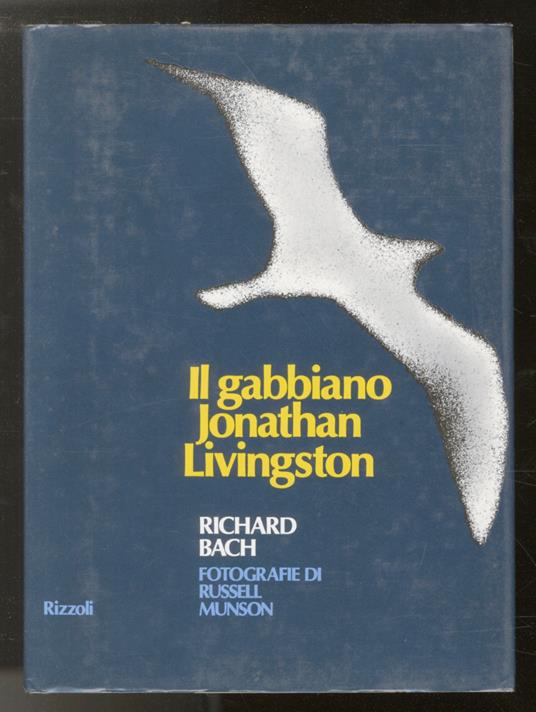 Il gabbiano
Jonathan
Livingston
RICHARD
BACH
FOTOGRAFIE DI
RUSSELL
MUNSON
Rizzoli